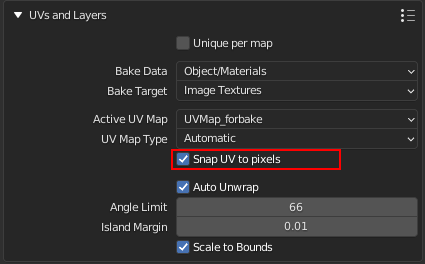 UVs and Layers
Unique per map
Bake Data Object/Materials
Bake Target Image Textures
Active UV Map UVMap_forbake
UV Map Type Automatic
Snap UV to pixels
Auto Unwrap
Angle Limit 66
Island Margin 0.01
Scale to Bounds